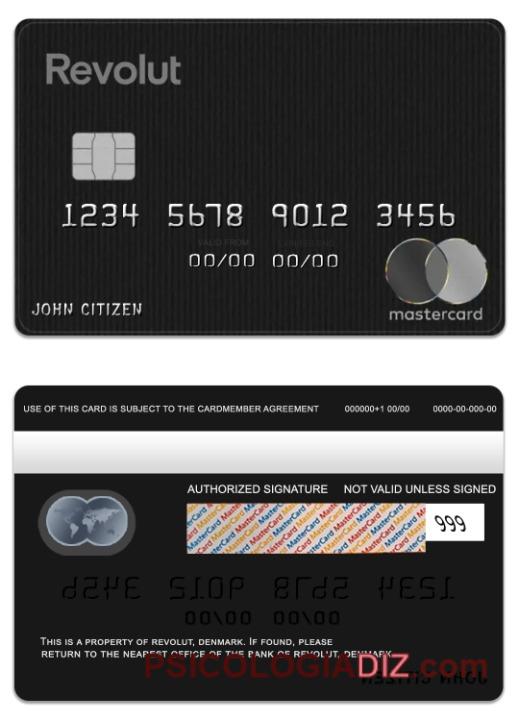 Revolut
1234 5678 9012 3456
VALID FROM
00/00 00/00
JOHN CITIZEN
mastercard
USE OF THIS CARD IS SUBJECT TO THE CARDMEMBER AGREEMENT 000000+1 00/00 0000-00-000-00
AUTHORIZED SIGNATURE NOT VALID UNLESS SIGNED
MasterCard MasterCard MasterCard
999
THIS IS A PROPERTY OF REVOLUT, DENMARK. IF FOUND, PLEASE
RETURN TO THE NEAREST OFFICE OF THE BANK OF REVOLUT, DENMARK.
PSICOLOGIADIZ.com